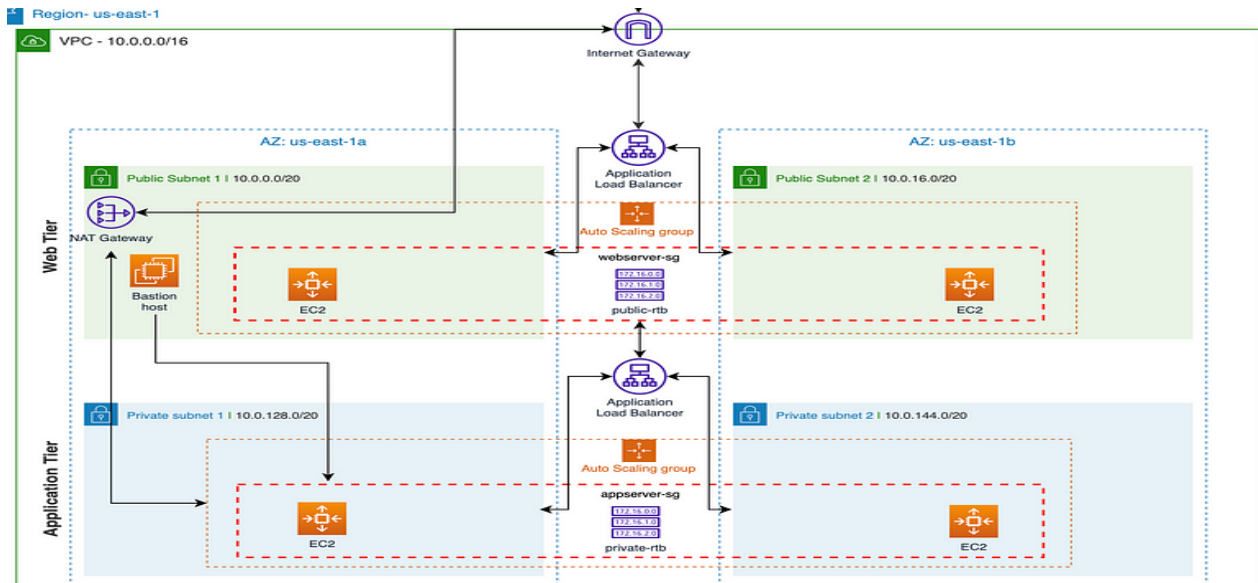 Region- us-east-1
VPC - 10.0.0.0/16
Internet Gateway
AZ: us-east-1a
AZ: us-east-1b
Application
Load Balancer
Public Subnet 1 | 10.0.0.0/20
Public Subnet 2 | 10.0.16.0/20
Web Tier
NAT Gateway
Auto Scaling group
Bastion
host
webserver-sg
172.16.0.0
172.16.1.0
172.16.2.0
public-rtb
EC2
EC2
Application
Load Balancer
Private subnet 1 | 10.0.128.0/20
Private subnet 2 | 10.0.144.0/20
Application Tier
Auto Scaling group
appserver-sg
172.16.0.0
172.16.1.0
172.16.2.0
private-rtb
EC2
EC2